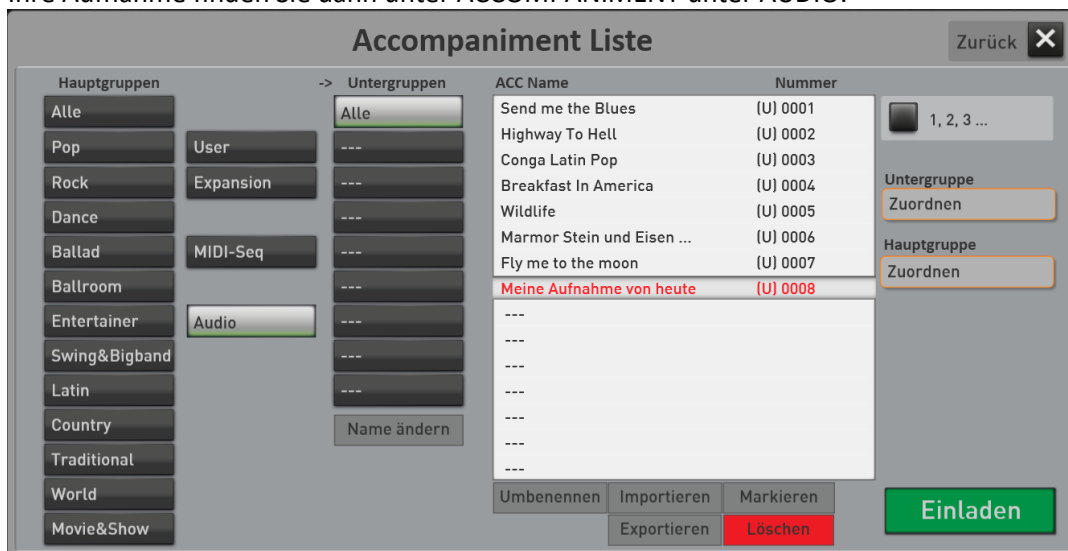 Ihre Aufnahme finden Sie dann unter ACCOMPANIMENT unter AUDIO.
Accompaniment Liste
Zurück
Hauptgruppen -> Untergruppen
Alle
Pop
Rock
Dance
Ballad
Ballroom
Entertainer
Swing&Bigband
Latin
Country
Traditional
World
Movie&Show
User
Expansion
MIDI-Seq
Audio
Alle
---
---
---
---
---
---
---
---
Name ändern
ACC Name Nummer
Send me the Blues (U) 0001
Highway To Hell (U) 0002
Conga Latin Pop (U) 0003
Breakfast In America (U) 0004
Wildlife (U) 0005
Marmor Stein und Eisen ... (U) 0006
Fly me to the moon (U) 0007
Meine Aufnahme von heute (U) 0008
---
---
---
---
---
---
---
Umbenennen Importieren Markieren
Exportieren Löschen
1, 2, 3 ...
Untergruppe
Zuordnen
Hauptgruppe
Zuordnen
Einladen